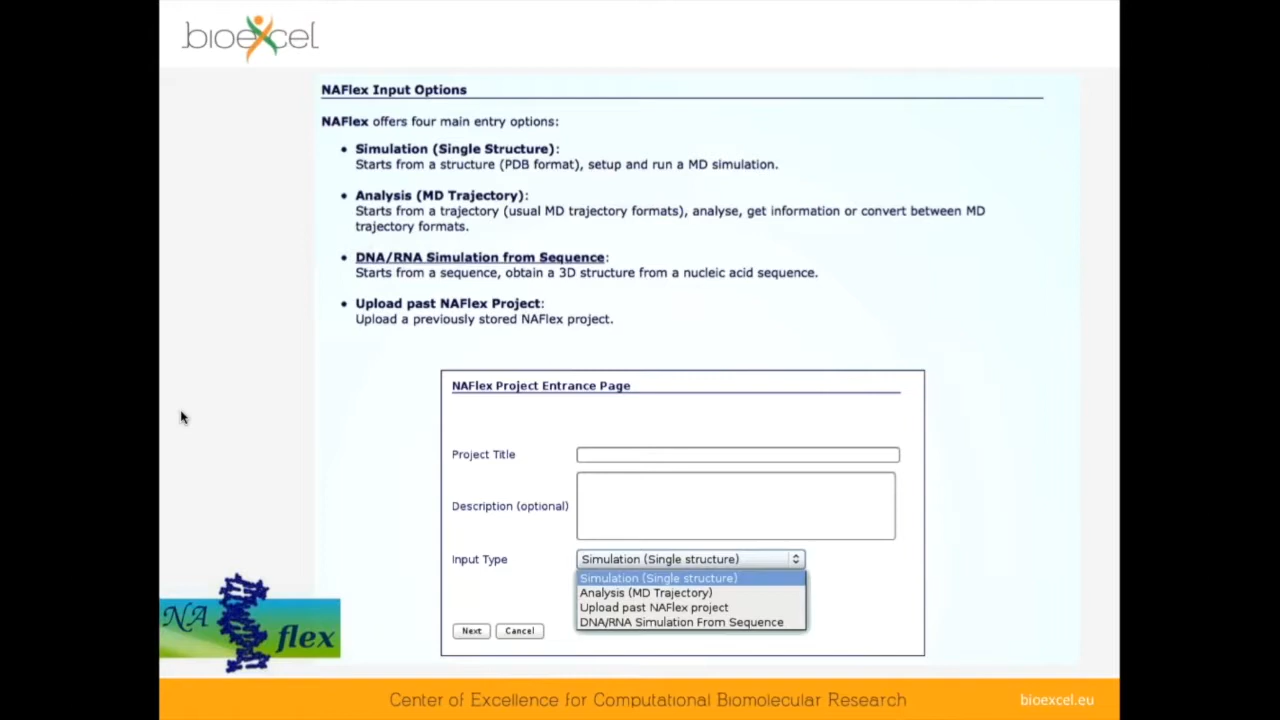 bioexcel
NAFlex Input Options
NAFlex offers four main entry options:
• Simulation (Single Structure):
Starts from a structure (PDB format), setup and run a MD simulation.
• Analysis (MD Trajectory):
Starts from a trajectory (usual MD trajectory formats), analyse, get information or convert between MD
trajectory formats.
• DNA/RNA Simulation from Sequence:
Starts from a sequence, obtain a 3D structure from a nucleic acid sequence.
• Upload past NAFlex Project:
Upload a previously stored NAFlex project.
NAFlex Project Entrance Page
Project Title
Description (optional)
Input Type
Simulation (Single structure)
Simulation (Single structure)
Analysis (MD Trajectory)
Upload past NAFlex project
DNA/RNA Simulation From Sequence
Next Cancel
NA
flex
Center of Excellence for Computational Biomolecular Research
bioexcel.eu